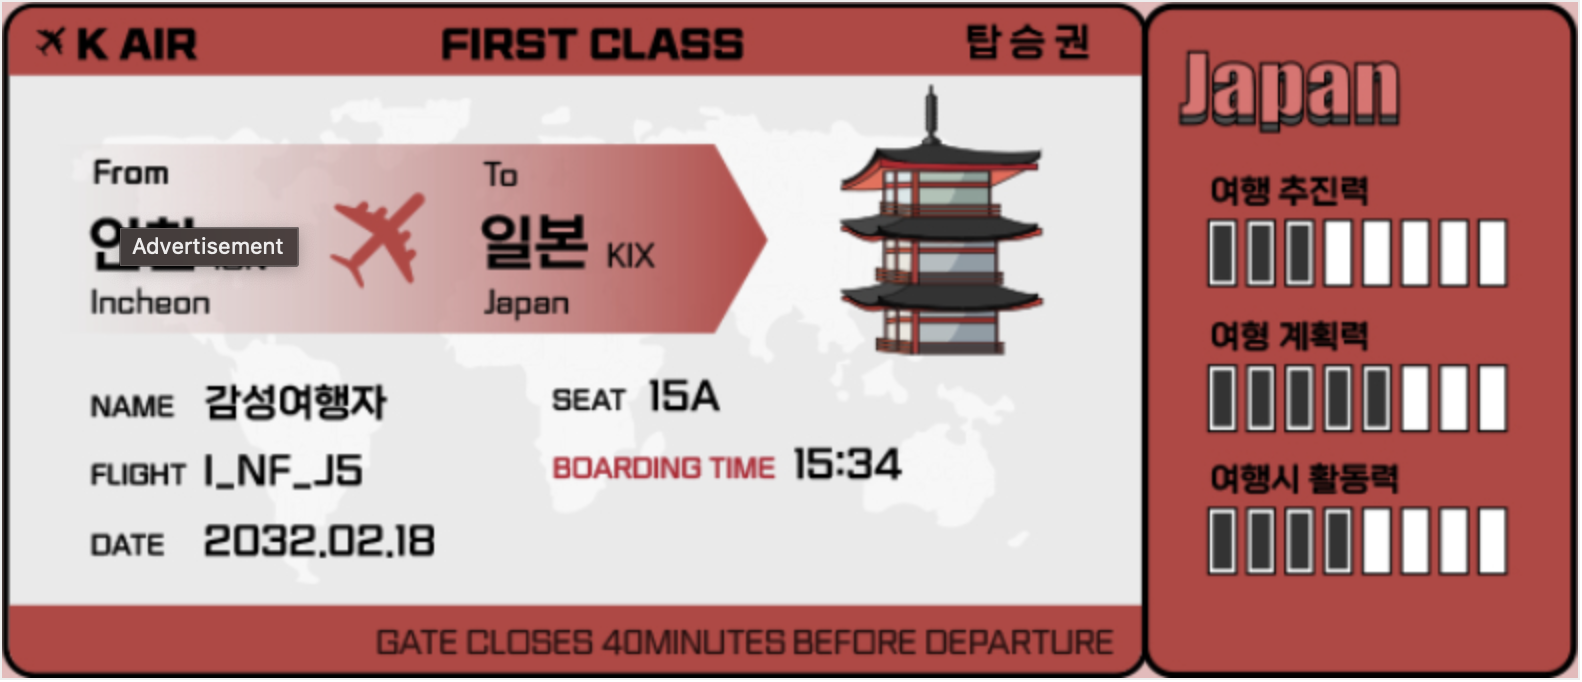 K AIR
FIRST CLASS
탑승권
From
Advertisement
Incheon
To
일본 KIX
Japan
NAME 감성여행자
SEAT 15A
FLIGHT I_NF_J5
BOARDING TIME 15:34
DATE 2032.02.18
GATE CLOSES 40MINUTES BEFORE DEPARTURE
Japan
여행 추진력
여형 계획력
여행시 활동력